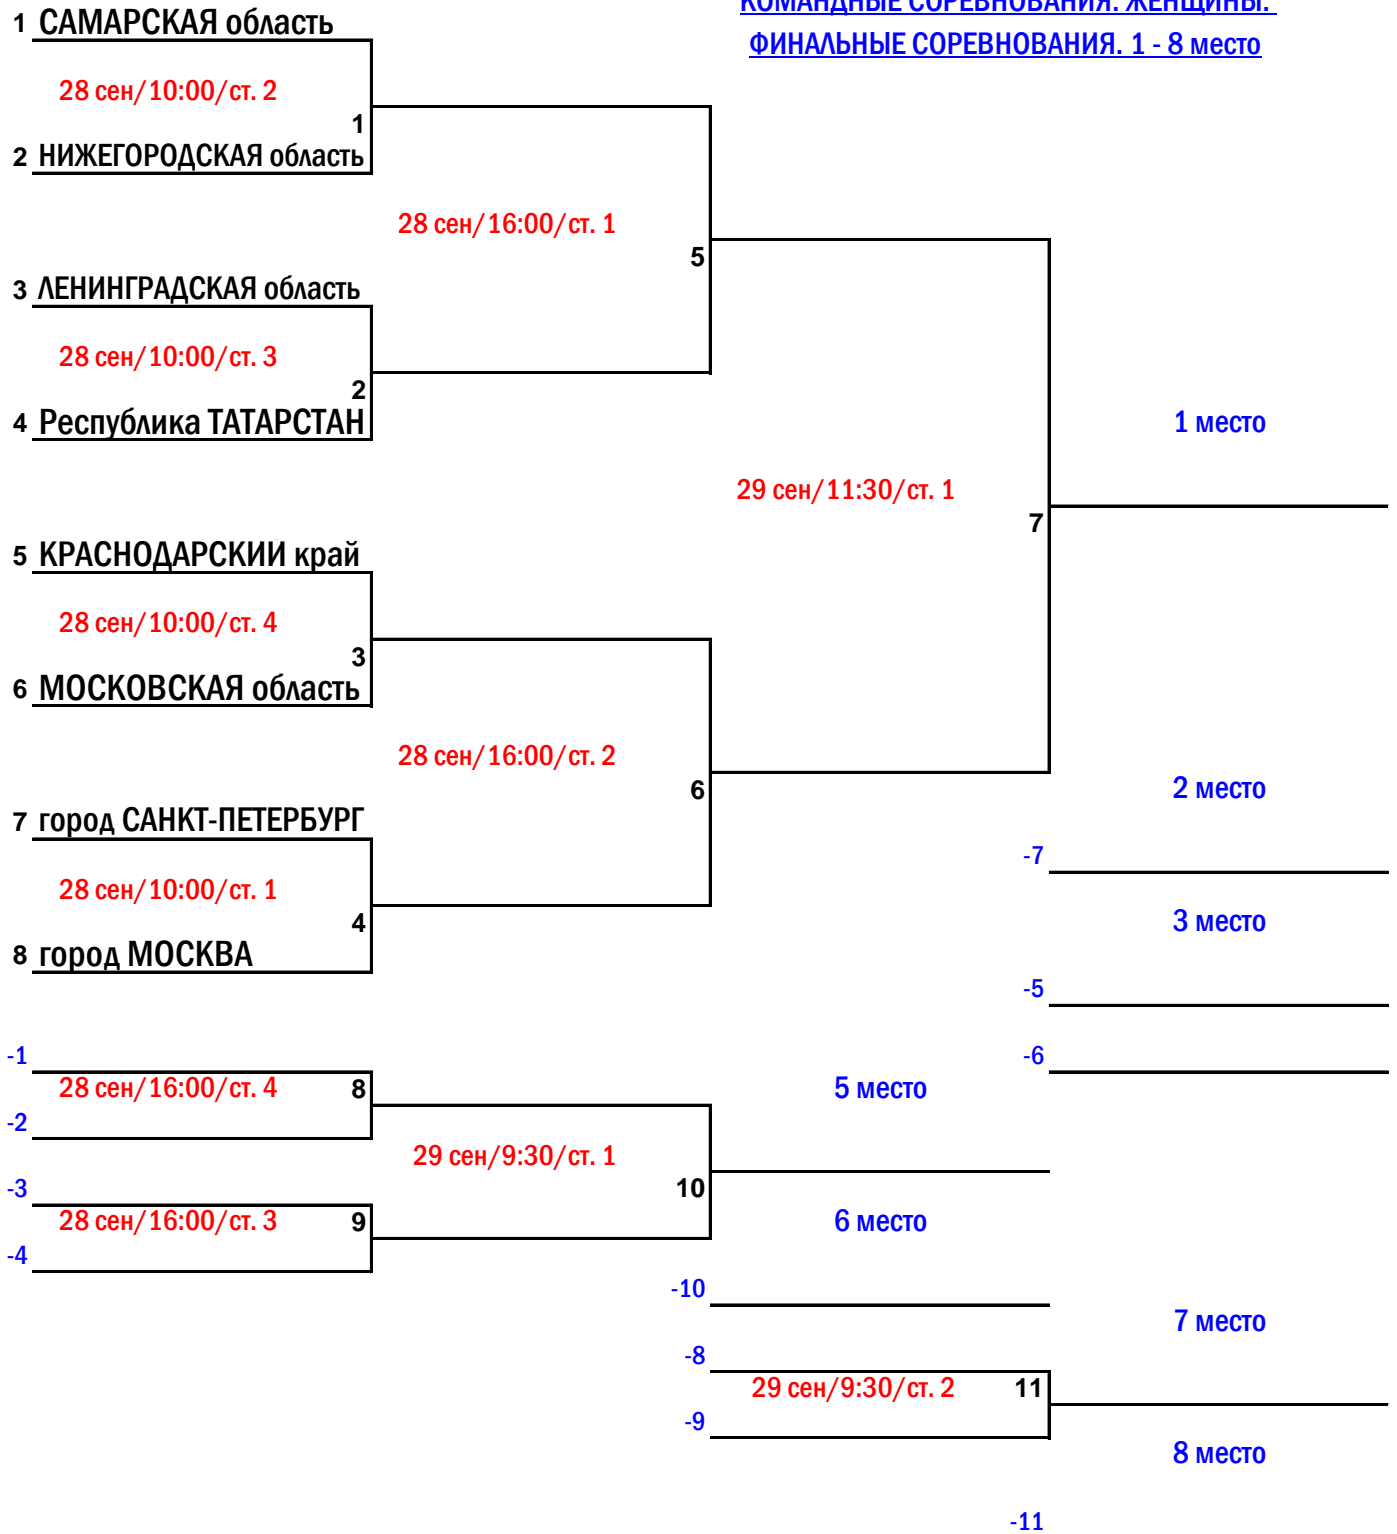 КОМАНДНЫЕ СОРЕВНОВАНИЯ. ЖЕНЩИНЫ.
ФИНАЛЬНЫЕ СОРЕВНОВАНИЯ. 1 - 8 место
1 САМАРСКАЯ область
28 сен/10:00/ст. 2
1
2 НИЖЕГОРОДСКАЯ область
28 сен/16:00/ст. 1
5
3 ЛЕНИНГРАДСКАЯ область
28 сен/10:00/ст. 3
2
4 Республика ТАТАРСТАН
1 место
29 сен/11:30/ст. 1
7
5 КРАСНОДАРСКИЙ край
28 сен/10:00/ст. 4
3
6 МОСКОВСКАЯ область
28 сен/16:00/ст. 2
6
2 место
7 город САНКТ-ПЕТЕРБУРГ
-7
28 сен/10:00/ст. 1
4
3 место
8 город МОСКВА
-5
-1
-6
28 сен/16:00/ст. 4
8
5 место
-2
29 сен/9:30/ст. 1
10
-3
28 сен/16:00/ст. 3
9
6 место
-4
-10
7 место
-8
29 сен/9:30/ст. 2
11
-9
8 место
-11